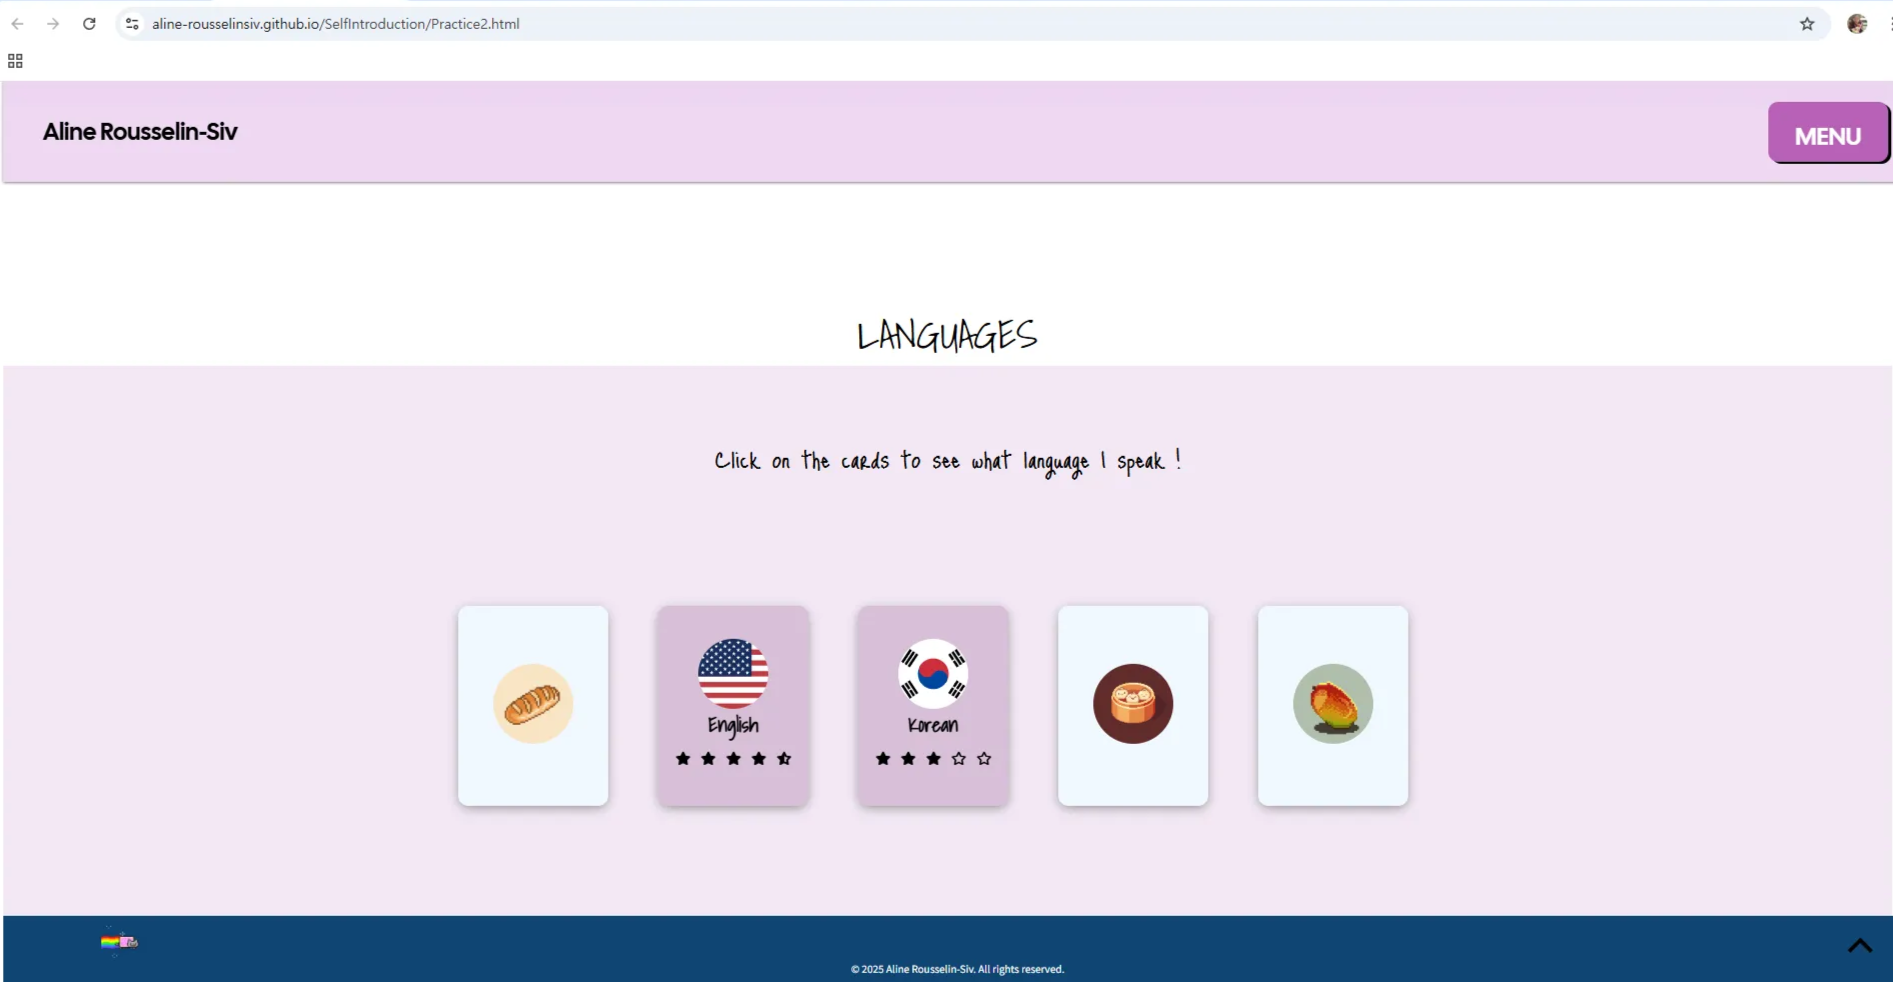 aline-rousselinsiv.github.io/SelfIntroduction/Practice2.html
Aline Rousselin-Siv
MENU
LANGUAGES
Click on the cards to see what language I speak !
English
Korean
© 2025 Aline Rousselin-Siv. All rights reserved.